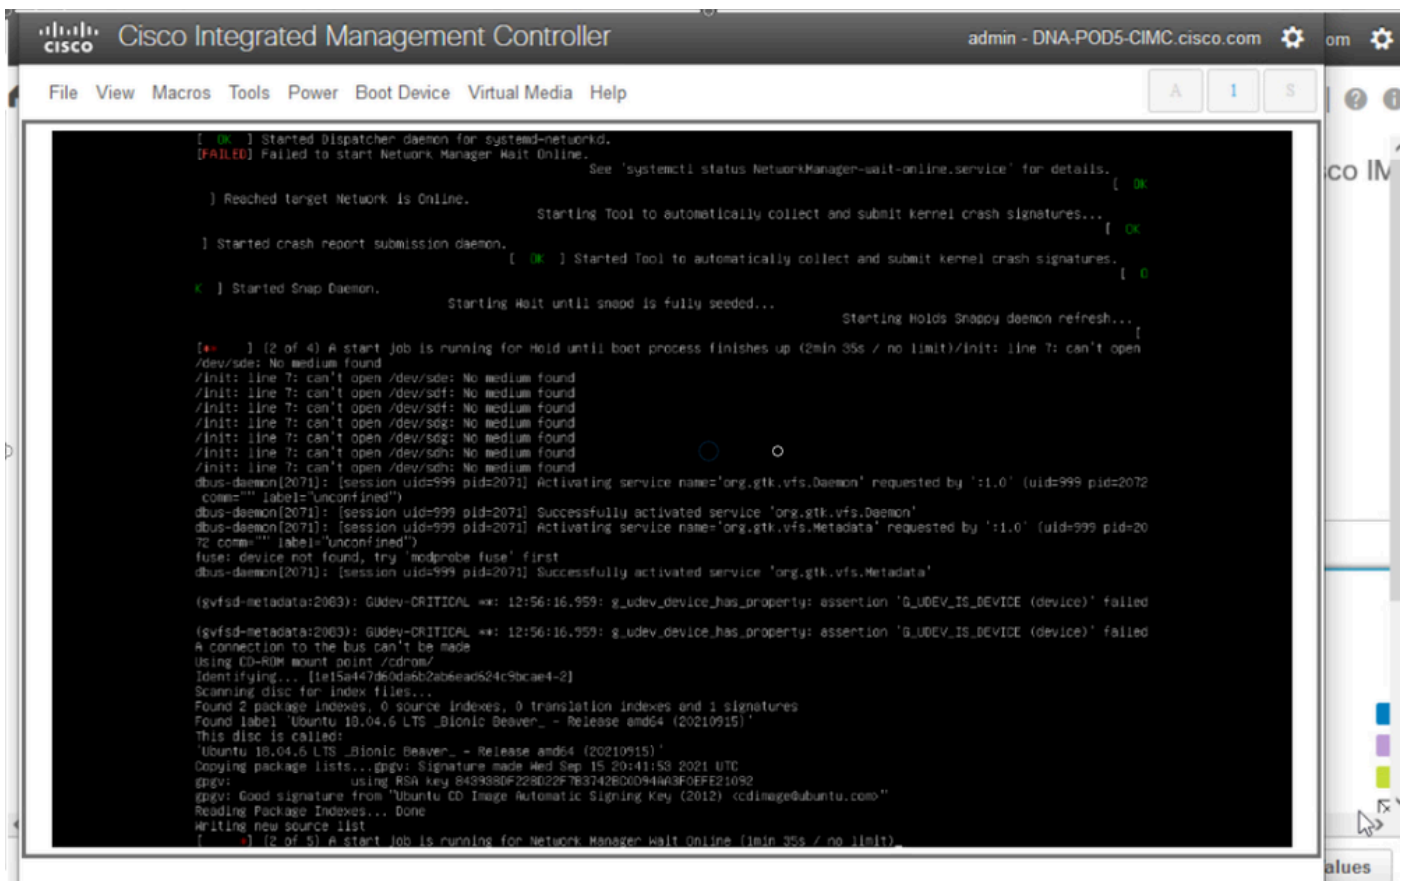 cisco Cisco Integrated Management Controller admin - DNA-POD5-CIMC.cisco.com om
File View Macros Tools Power Boot Device Virtual Media Help A 1 S
[  OK  ] Started Dispatcher daemon for systemd-networkd.
[FAILED] Failed to start Network Manager Wait Online.
See 'systemctl status NetworkManager-wait-online.service' for details.
sco IM
[  OK
] Reached target Network is Online.
Starting Tool to automatically collect and submit kernel crash signatures...
[  OK
] Started crash report submission daemon.
[  OK  ] Started Tool to automatically collect and submit kernel crash signatures.
[  O
K  ] Started Snap Daemon.
Starting Wait until snapd is fully seeded...
Starting Holds Snappy daemon refresh...
[
[**    ] (2 of 4) A start job is running for Hold until boot process finishes up (2min 35s / no limit)/init: line 7: can't open
/dev/sde: No medium found
/init: line 7: can't open /dev/sde: No medium found
/init: line 7: can't open /dev/sdf: No medium found
/init: line 7: can't open /dev/sdf: No medium found
/init: line 7: can't open /dev/sdg: No medium found
/init: line 7: can't open /dev/sdg: No medium found
/init: line 7: can't open /dev/sdh: No medium found
/init: line 7: can't open /dev/sdh: No medium found
dbus-daemon[2071]: [session uid=999 pid=2071] Activating service name='org.gtk.vfs.Daemon' requested by ':1.0' (uid=999 pid=2072
comm="" label="unconfined")
dbus-daemon[2071]: [session uid=999 pid=2071] Successfully activated service 'org.gtk.vfs.Daemon'
dbus-daemon[2071]: [session uid=999 pid=2071] Activating service name='org.gtk.vfs.Metadata' requested by ':1.0' (uid=999 pid=20
72 comm="" label="unconfined")
fuse: device not found, try 'modprobe fuse' first
dbus-daemon[2071]: [session uid=999 pid=2071] Successfully activated service 'org.gtk.vfs.Metadata'
(gvfsd-metadata:2083): GUdev-CRITICAL **: 12:56:16.959: g_udev_device_has_property: assertion 'G_UDEV_IS_DEVICE (device)' failed
(gvfsd-metadata:2083): GUdev-CRITICAL **: 12:56:16.959: g_udev_device_has_property: assertion 'G_UDEV_IS_DEVICE (device)' failed
A connection to the bus can't be made
Using CD-ROM mount point /cdrom/
Identifying... [1e15a447d60da6b2ab6ead624c9bcae4-2]
Scanning disc for index files...
Found 2 package indexes, 0 source indexes, 0 translation indexes and 1 signatures
Found label 'Ubuntu 18.04.6 LTS _Bionic Beaver_ - Release amd64 (20210915)'
This disc is called:
'Ubuntu 18.04.6 LTS _Bionic Beaver_ - Release amd64 (20210915)'
Copying package lists...gpgv: Signature made Wed Sep 15 20:41:53 2021 UTC
gpgv:                using RSA key 843938DF228D22F7B3742BC0D94AA3F0EFE21092
gpgv: Good signature from "Ubuntu CD Image Automatic Signing Key (2012) <cdimage@ubuntu.com>"
Reading Package Indexes... Done
Writing new source list
[     *] (2 of 5) A start job is running for Network Manager Wait Online (1min 35s / no limit)_
alues